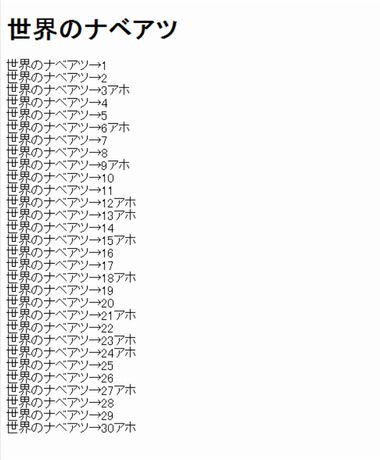 世界のナベアツ
世界のナベアツ→1
世界のナベアツ→2
世界のナベアツ→3アホ
世界のナベアツ→4
世界のナベアツ→5
世界のナベアツ→6アホ
世界のナベアツ→7
世界のナベアツ→8
世界のナベアツ→9アホ
世界のナベアツ→10
世界のナベアツ→11
世界のナベアツ→12アホ
世界のナベアツ→13アホ
世界のナベアツ→14
世界のナベアツ→15アホ
世界のナベアツ→16
世界のナベアツ→17
世界のナベアツ→18アホ
世界のナベアツ→19
世界のナベアツ→20
世界のナベアツ→21アホ
世界のナベアツ→22
世界のナベアツ→23アホ
世界のナベアツ→24アホ
世界のナベアツ→25
世界のナベアツ→26
世界のナベアツ→27アホ
世界のナベアツ→28
世界のナベアツ→29
世界のナベアツ→30アホ